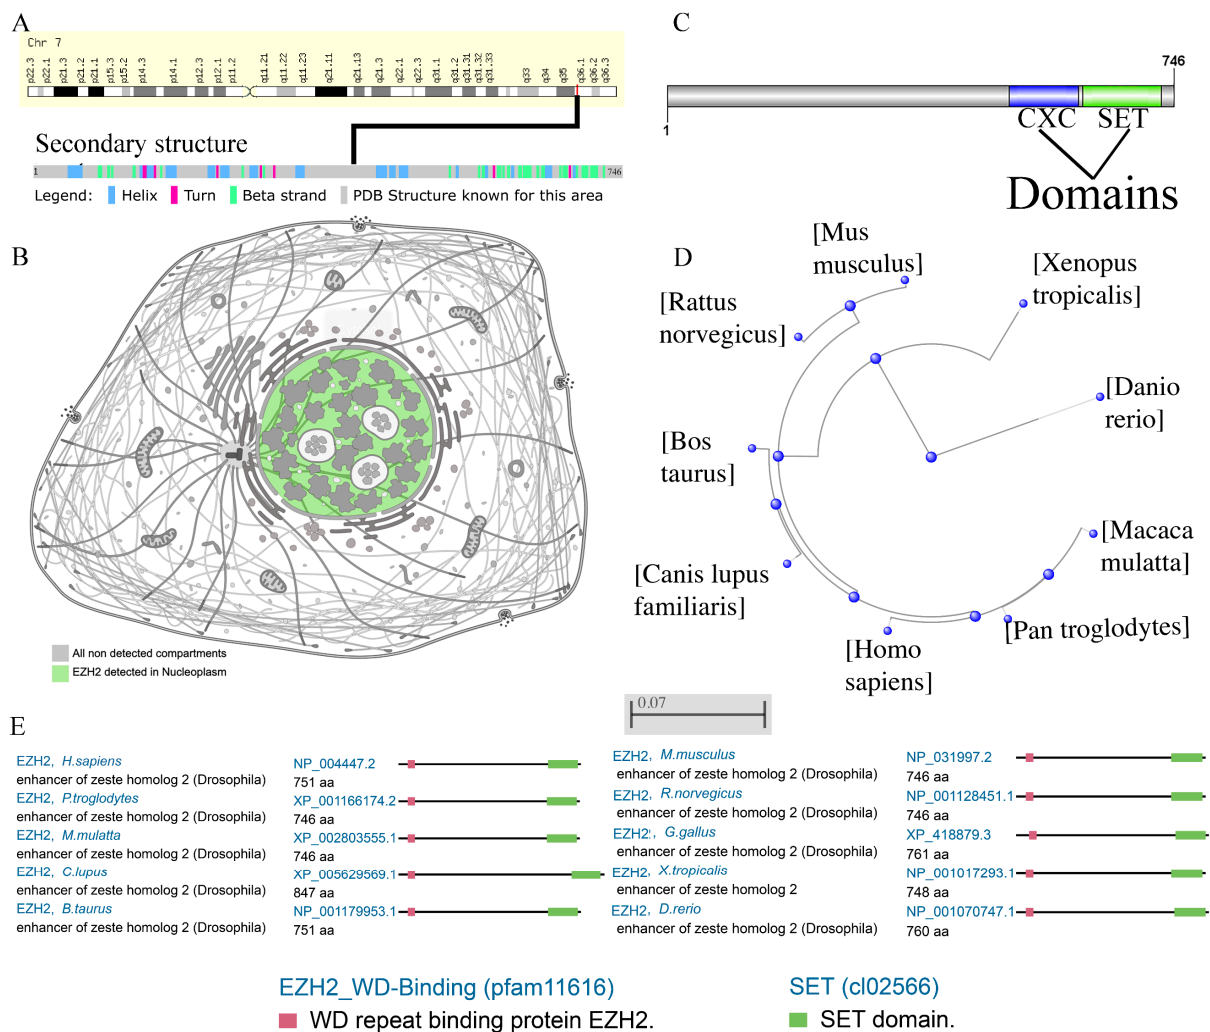 A
Chr 7
p22.3
p22.1
p21.3
p21.2
p21.1
p15.3
p15.2
p14.3
p14.1
p12.3
p12.1
p11.2
q11.21
q11.22
q11.23
q21.11
q21.13
q21.3
q22.1
q22.3
q31.1
q31.2
q31.31
q31.32
q31.33
q33
q34
q35
q36.1
q36.2
q36.3
Secondary structure
1 746
Legend: Helix Turn Beta strand PDB Structure known for this area
B
All non detected compartments
EZH2 detected in Nucleoplasm
C
746
1
CXC SET
Domains
D
[Mus
musculus]
[Xenopus
tropicalis]
[Rattus
norvegicus]
[Danio
rerio]
[Bos
taurus]
[Macaca
mulatta]
[Canis lupus
familiaris]
[Pan troglodytes]
[Homo
sapiens]
0.07
E
EZH2, H.sapiens NP_004447.2
enhancer of zeste homolog 2 (Drosophila) 751 aa
EZH2, P.troglodytes XP_001166174.2
enhancer of zeste homolog 2 (Drosophila) 746 aa
EZH2, M.mulatta XP_002803555.1
enhancer of zeste homolog 2 (Drosophila) 746 aa
EZH2, C.lupus XP_005629569.1
enhancer of zeste homolog 2 (Drosophila) 847 aa
EZH2, B.taurus NP_001179953.1
enhancer of zeste homolog 2 (Drosophila) 751 aa
EZH2, M.musculus NP_031997.2
enhancer of zeste homolog 2 (Drosophila) 746 aa
EZH2, R.norvegicus NP_001128451.1
enhancer of zeste homolog 2 (Drosophila) 746 aa
EZH2, G.gallus XP_418879.3
enhancer of zeste homolog 2 (Drosophila) 761 aa
EZH2, X.tropicalis NP_001017293.1
enhancer of zeste homolog 2 748 aa
EZH2, D.rerio NP_001070747.1
enhancer of zeste homolog 2 (Drosophila) 760 aa
EZH2_WD-Binding (pfam11616)
WD repeat binding protein EZH2.
SET (cl02566)
SET domain.